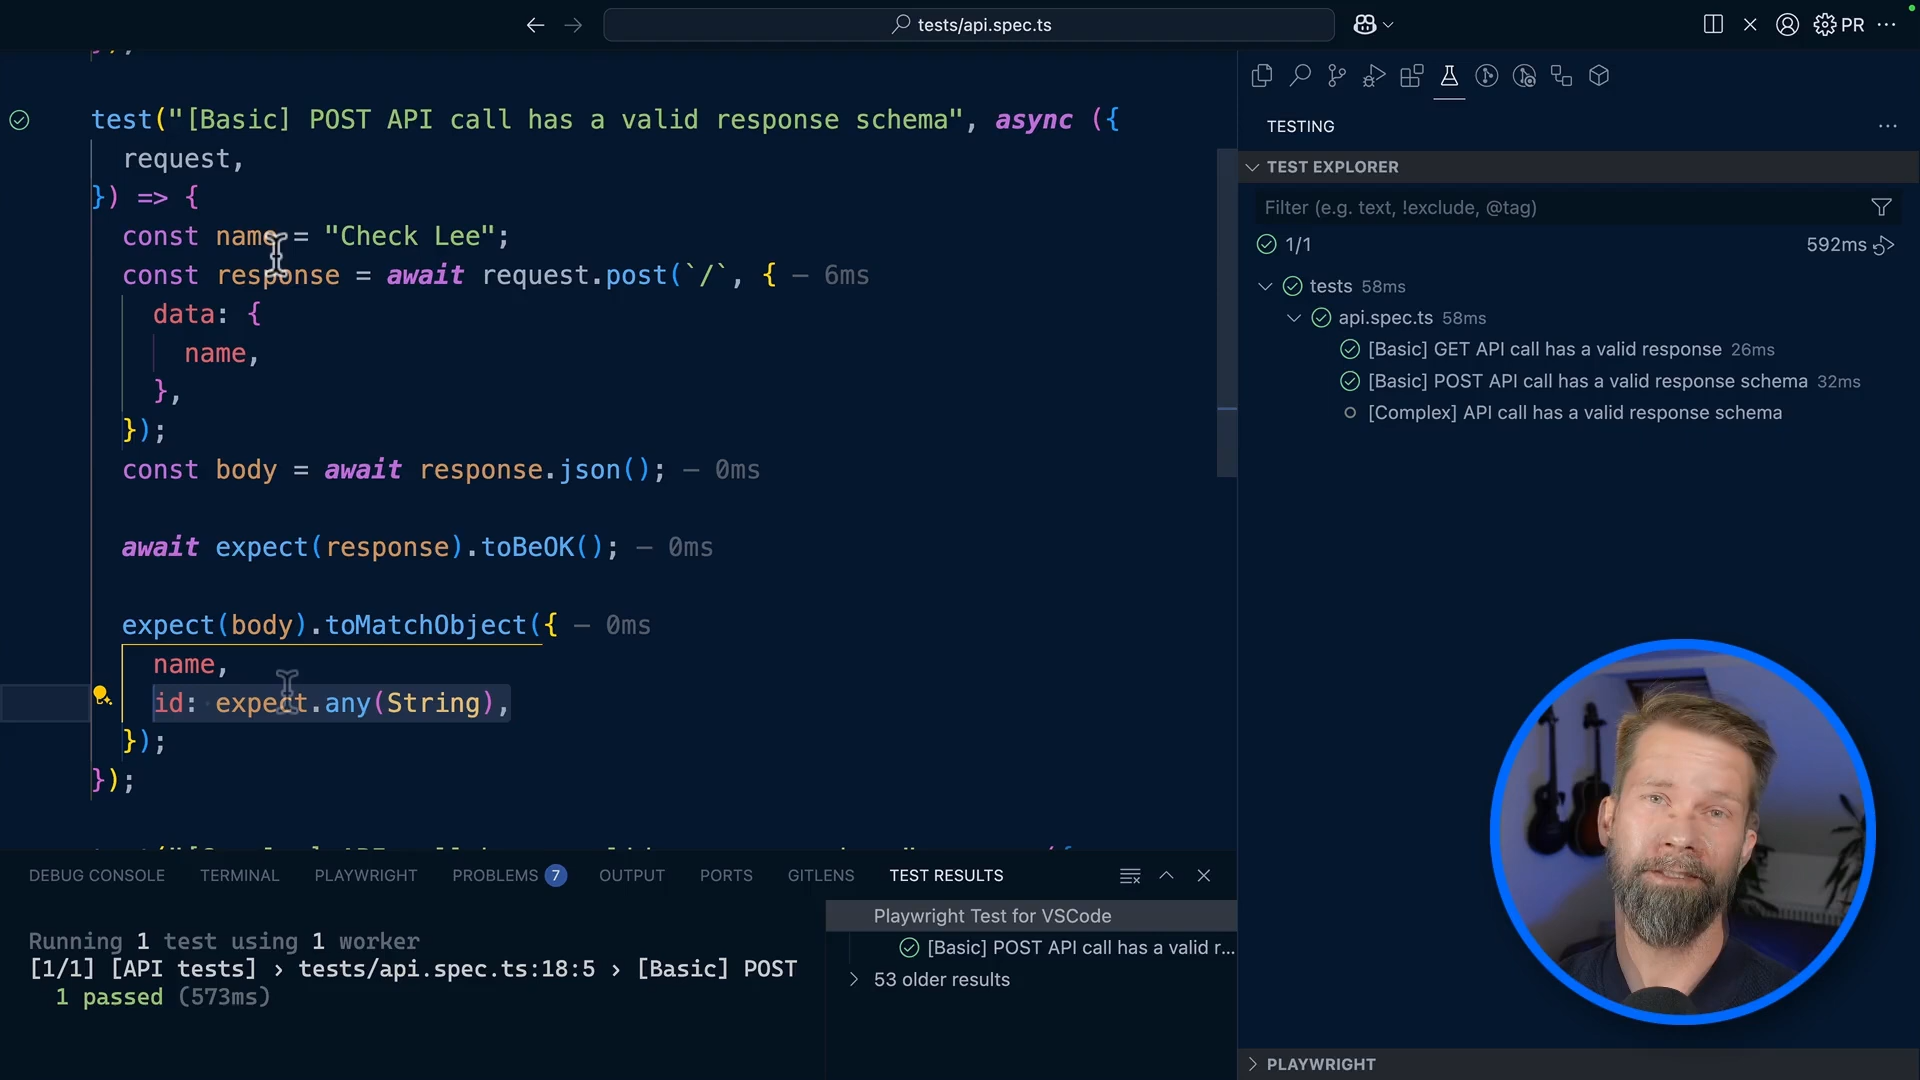 tests/api.spec.ts
PR
test("[Basic] POST API call has a valid response schema", async ({
request,
}) => {
const name = "Check Lee";
const response = await request.post(`/`, { — 6ms
data: {
name,
},
});
const body = await response.json(); — 0ms
await expect(response).toBeOK(); — 0ms
expect(body).toMatchObject({ — 0ms
name,
id: expect.any(String),
});
});
TESTING
TEST EXPLORER
Filter (e.g. text, !exclude, @tag)
1/1
592ms
tests 58ms
api.spec.ts 58ms
[Basic] GET API call has a valid response 26ms
[Basic] POST API call has a valid response schema 32ms
[Complex] API call has a valid response schema
DEBUG CONSOLE
TERMINAL
PLAYWRIGHT
PROBLEMS 7
OUTPUT
PORTS
GITLENS
TEST RESULTS
Running 1 test using 1 worker
[1/1] [API tests] › tests/api.spec.ts:18:5 › [Basic] POST
1 passed (573ms)
Playwright Test for VSCode
[Basic] POST API call has a valid r...
53 older results
PLAYWRIGHT